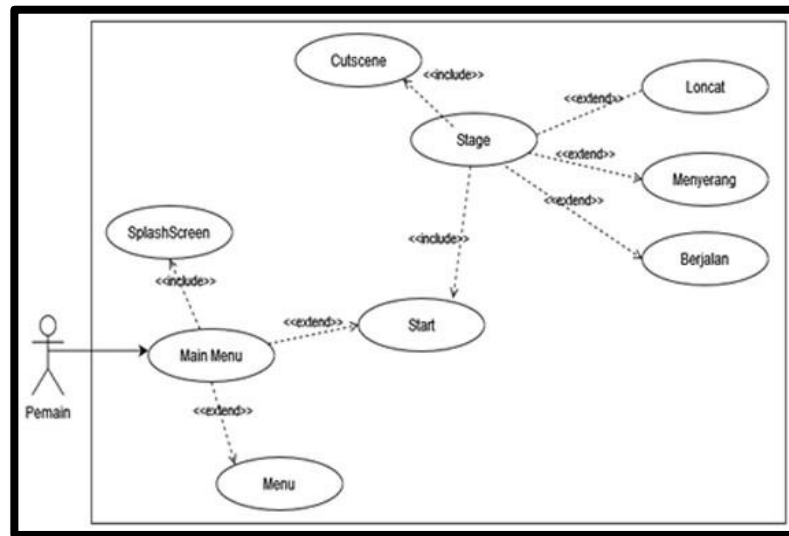 Cutscene
<<include>>
Loncat
<<extend>>
Stage
<<extend>>
Menyerang
<<extend>>
SplashScreen
<<include>>
Berjalan
<<include>>
<<extend>>
Start
Main Menu
Pemain
<<extend>>
Menu